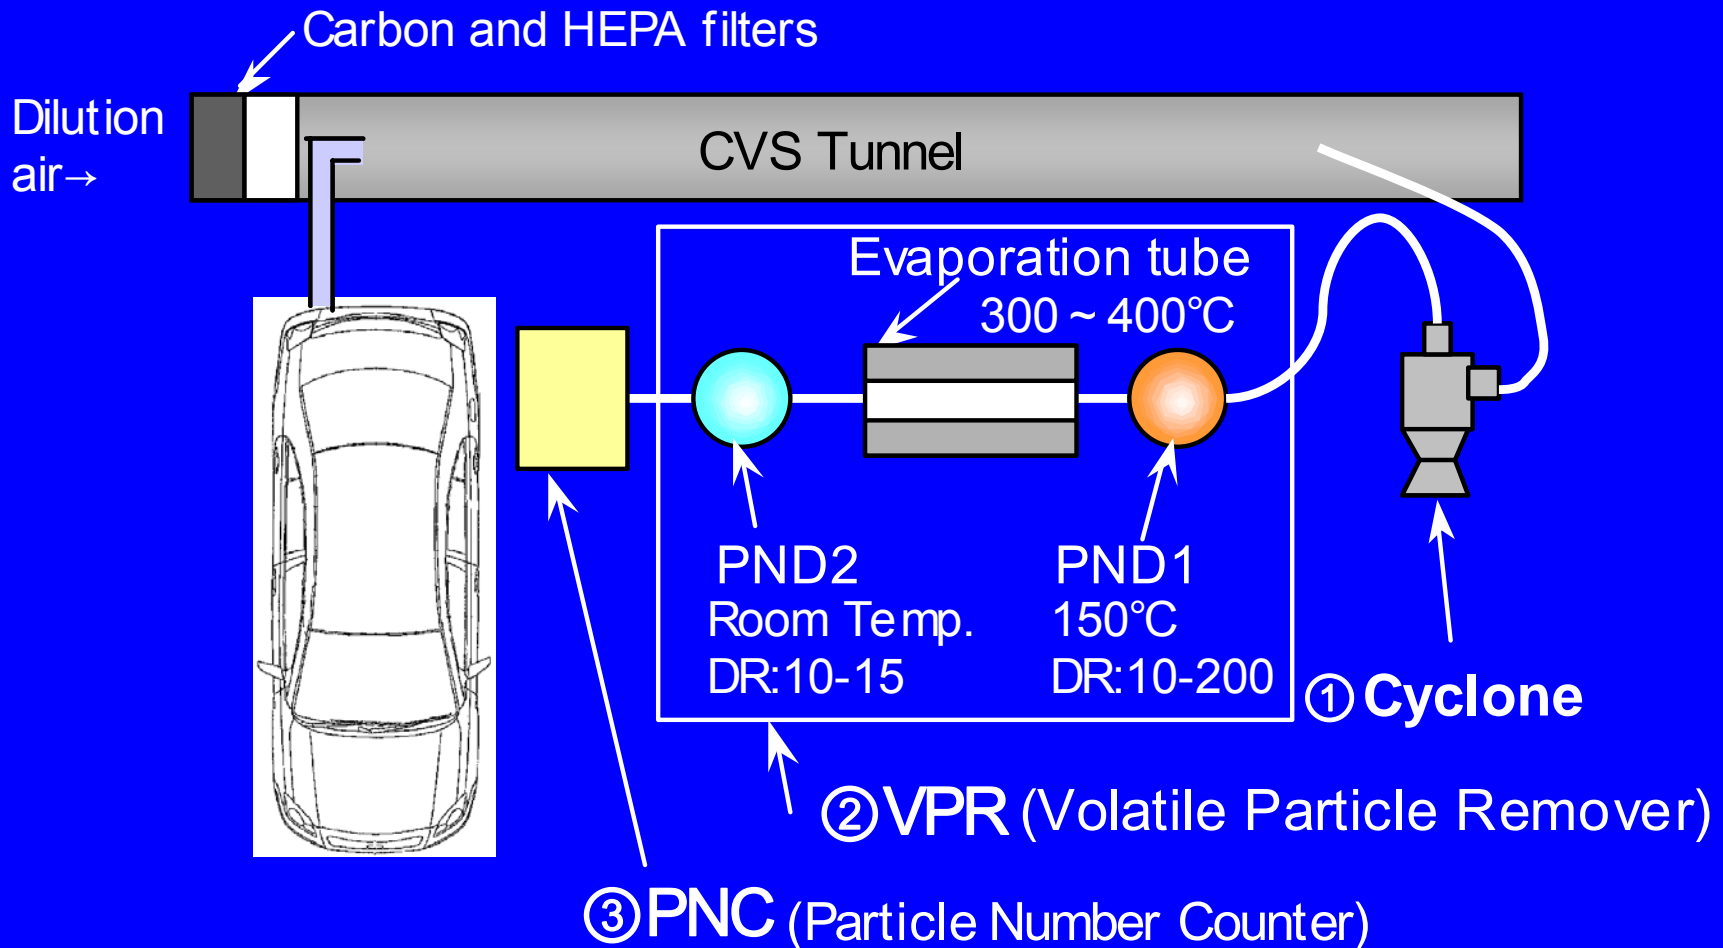 Carbon and HEPA filters
Dilution
air→
CVS Tunnel
Evaporation tube
300 ~ 400°C
PND2
Room Temp.
DR:10-15
PND1
150°C
DR:10-200
①Cyclone
②VPR (Volatile Particle Remover)
③PNC (Particle Number Counter)